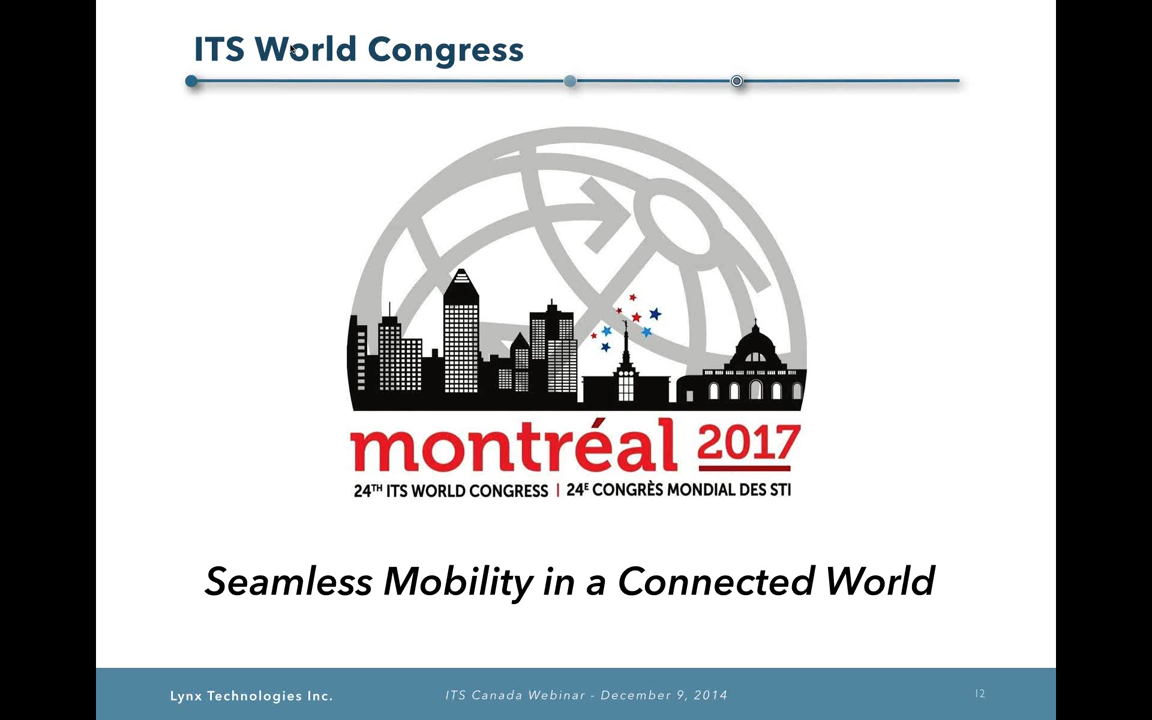 ITS World Congress
montréal 2017
24TH ITS WORLD CONGRESS | 24E CONGRÈS MONDIAL DES STI
Seamless Mobility in a Connected World
Lynx Technologies Inc. ITS Canada Webinar - December 9, 2014 12